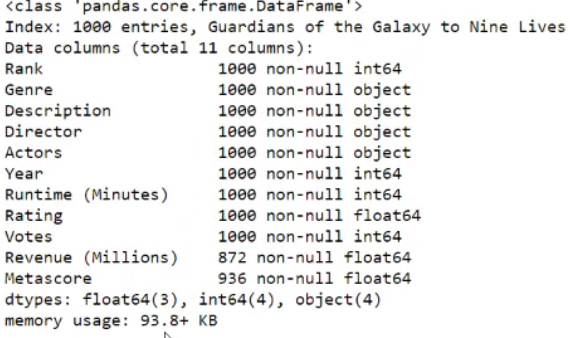 <class 'pandas.core.frame.DataFrame'>
Index: 1000 entries, Guardians of the Galaxy to Nine Lives
Data columns (total 11 columns):
Rank                  1000 non-null int64
Genre                 1000 non-null object
Description           1000 non-null object
Director              1000 non-null object
Actors                1000 non-null object
Year                  1000 non-null int64
Runtime (Minutes)     1000 non-null int64
Rating                1000 non-null float64
Votes                 1000 non-null int64
Revenue (Millions)    872 non-null float64
Metascore             936 non-null float64
dtypes: float64(3), int64(4), object(4)
memory usage: 93.8+ KB